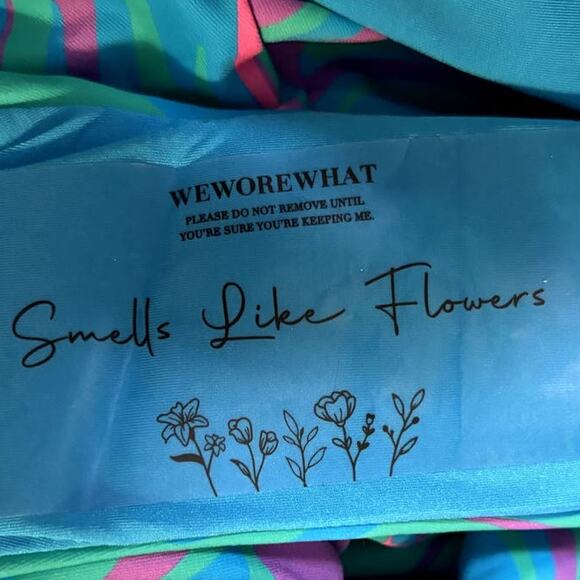 WEWOREWHAT
PLEASE DO NOT REMOVE UNTIL
YOU'RE SURE YOU'RE KEEPING ME.
Smells Like Flowers